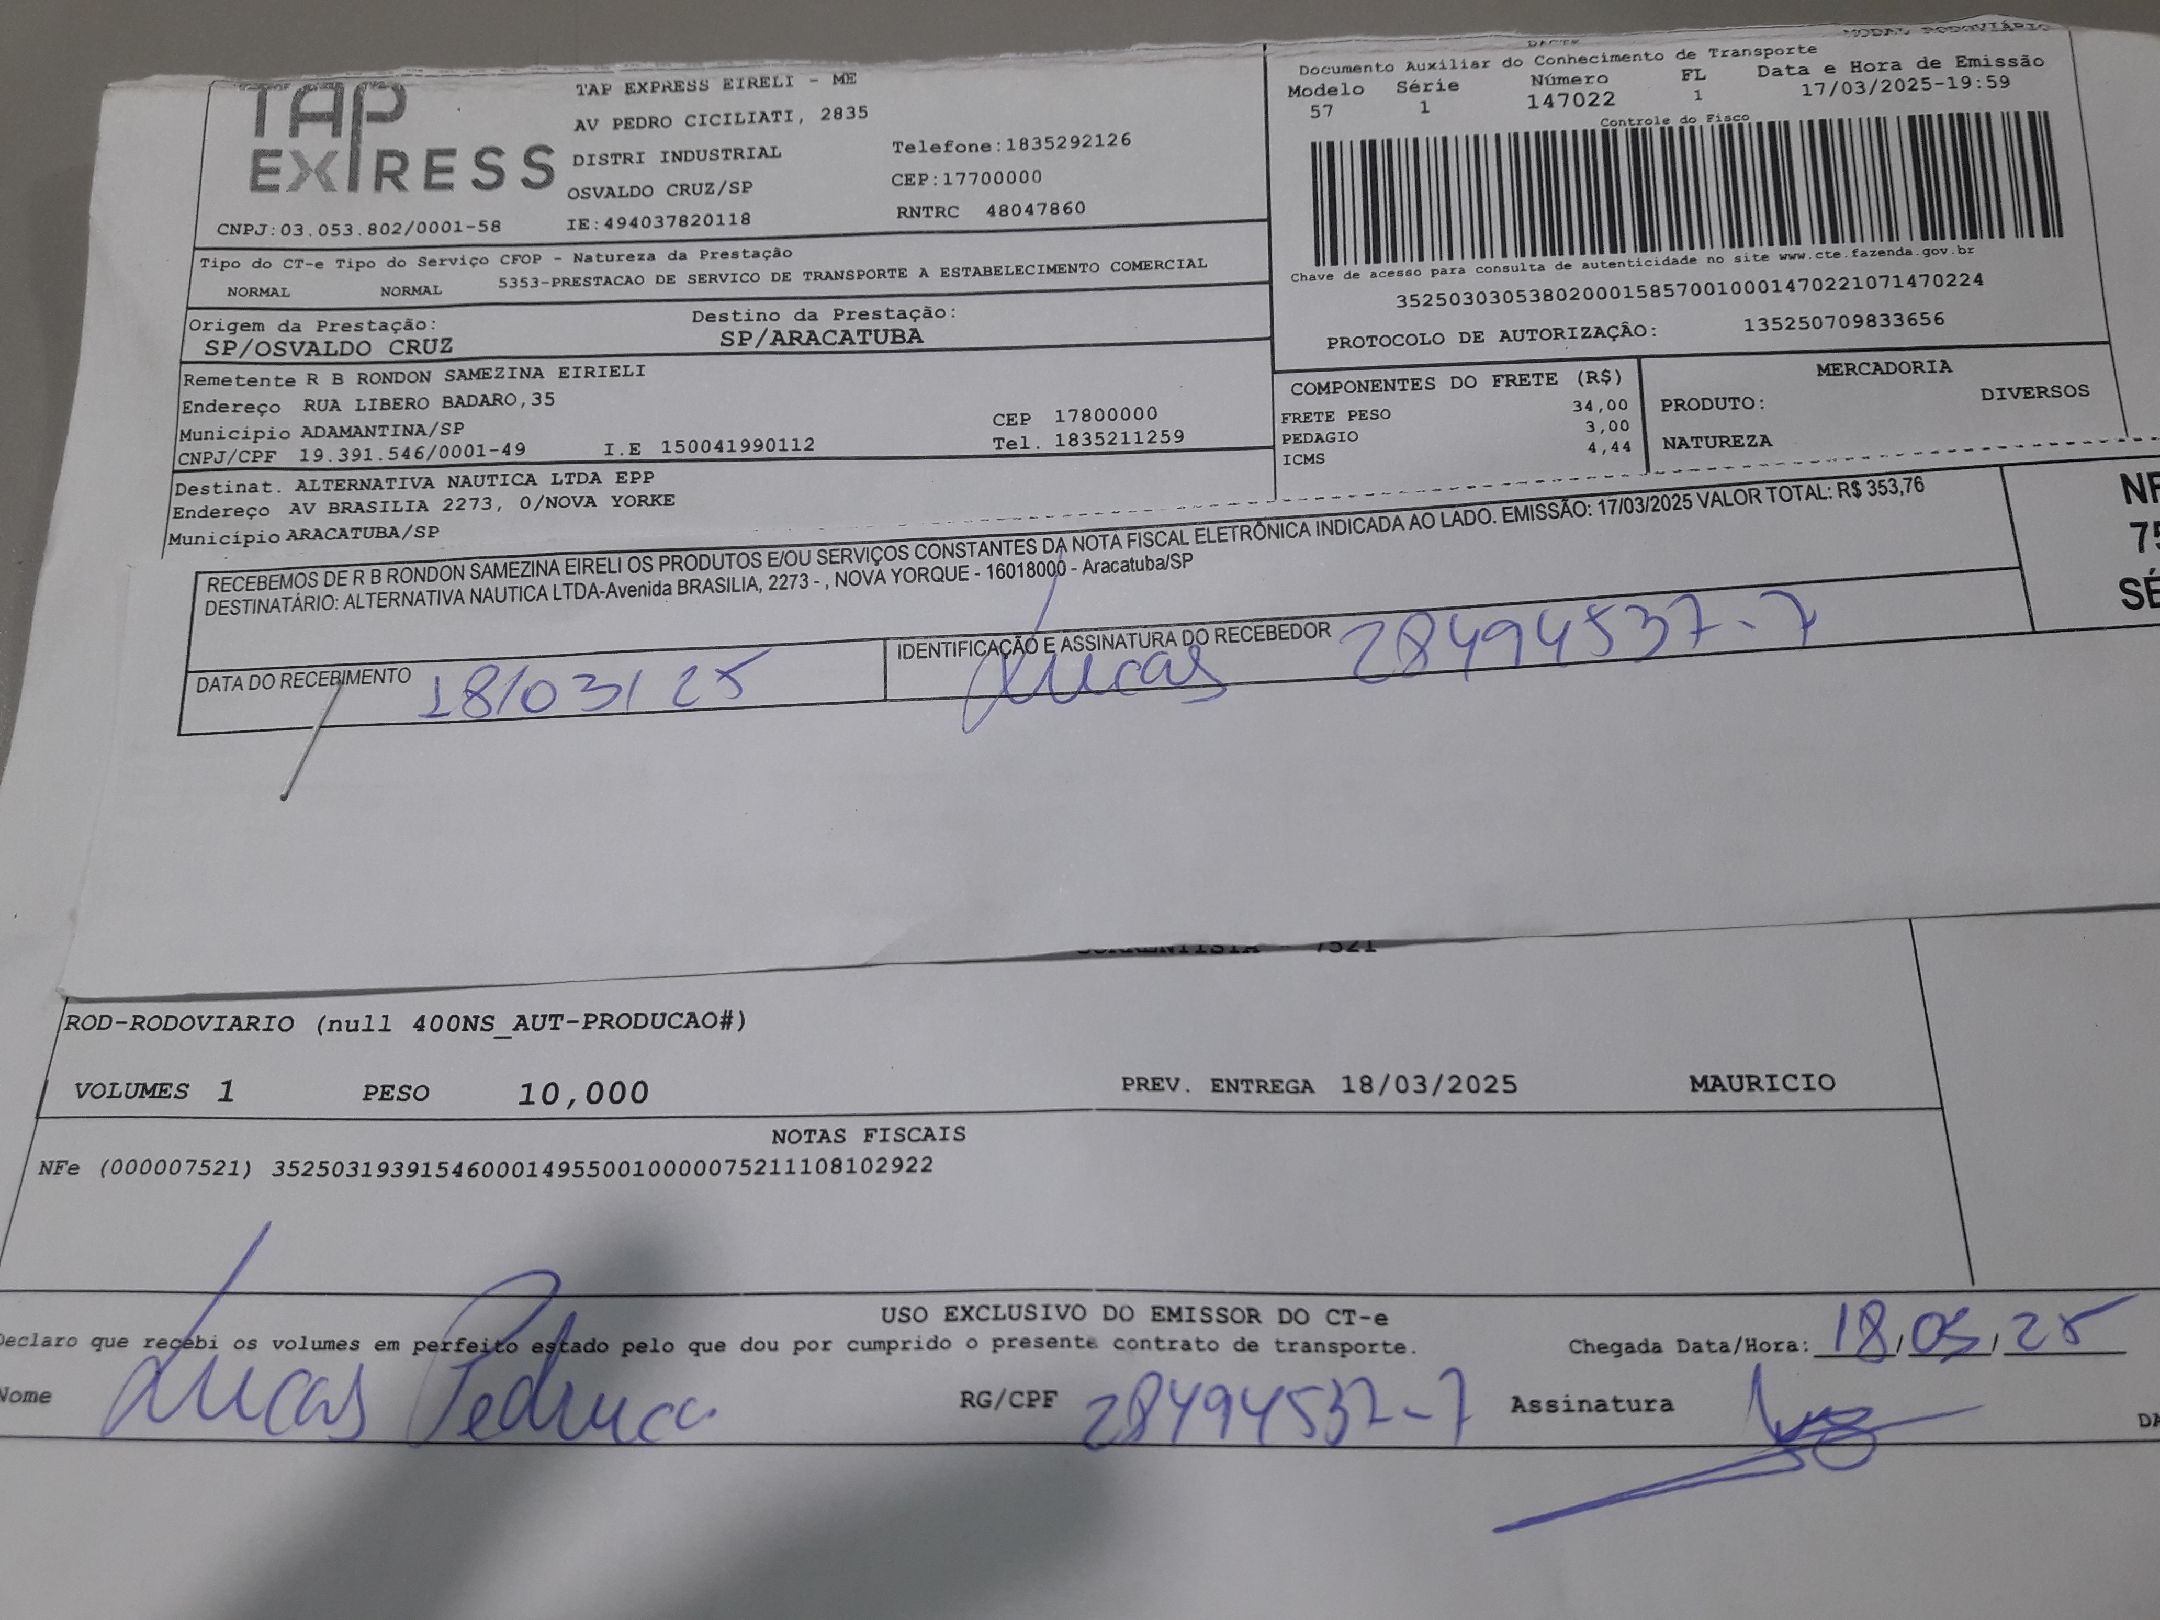 DACTE MODAL RODOVIÁRIO
TAP
EXPRESS
TAP EXPRESS EIRELI - ME
AV PEDRO CICILIATI, 2835
DISTRI INDUSTRIAL Telefone:1835292126
OSVALDO CRUZ/SP CEP:17700000
CNPJ:03.053.802/0001-58 IE:494037820118 RNTRC 48047860
Documento Auxiliar do Conhecimento de Transporte
Modelo Série Número FL Data e Hora de Emissão
57 1 147022 1 17/03/2025-19:59
Controle do Fisco
Chave de acesso para consulta de autenticidade no site www.cte.fazenda.gov.br
35250303053802000158570010001470221071470224
PROTOCOLO DE AUTORIZAÇÃO: 135250709833656
Tipo do CT-e Tipo do Serviço CFOP - Natureza da Prestação
NORMAL NORMAL 5353-PRESTACAO DE SERVICO DE TRANSPORTE A ESTABELECIMENTO COMERCIAL
Origem da Prestação: Destino da Prestação:
SP/OSVALDO CRUZ SP/ARACATUBA
Remetente R B RONDON SAMEZINA EIRIELI
Endereço RUA LIBERO BADARO,35
Município ADAMANTINA/SP CEP 17800000
CNPJ/CPF 19.391.546/0001-49 I.E 150041990112 Tel. 1835211259
COMPONENTES DO FRETE (R$)
FRETE PESO 34,00
PEDAGIO 3,00
ICMS 4,44
MERCADORIA
PRODUTO: DIVERSOS
NATUREZA
Destinat. ALTERNATIVA NAUTICA LTDA EPP
Endereço AV BRASILIA 2273, 0/NOVA YORKE
Município ARACATUBA/SP
RECEBEMOS DE R B RONDON SAMEZINA EIRELI OS PRODUTOS E/OU SERVIÇOS CONSTANTES DA NOTA FISCAL ELETRÔNICA INDICADA AO LADO. EMISSÃO: 17/03/2025 VALOR TOTAL: R$ 353,76
DESTINATÁRIO: ALTERNATIVA NAUTICA LTDA-Avenida BRASILIA, 2273 - , NOVA YORQUE - 16018000 - Aracatuba/SP
DATA DO RECEBIMENTO 18/03/25
IDENTIFICAÇÃO E ASSINATURA DO RECEBEDOR Lucas 28494537-7
7521
ROD-RODOVIARIO (null 400NS_AUT-PRODUCAO#)
VOLUMES 1 PESO 10,000 PREV. ENTREGA 18/03/2025 MAURICIO
NOTAS FISCAIS
NFe (000007521) 35250319391546000149550010000075211108102922
USO EXCLUSIVO DO EMISSOR DO CT-e
Declaro que recebi os volumes em perfeito estado pelo que dou por cumprido o presente contrato de transporte. Chegada Data/Hora: 18/03/25
Nome Lucas RG/CPF 28494537-7 Assinatura